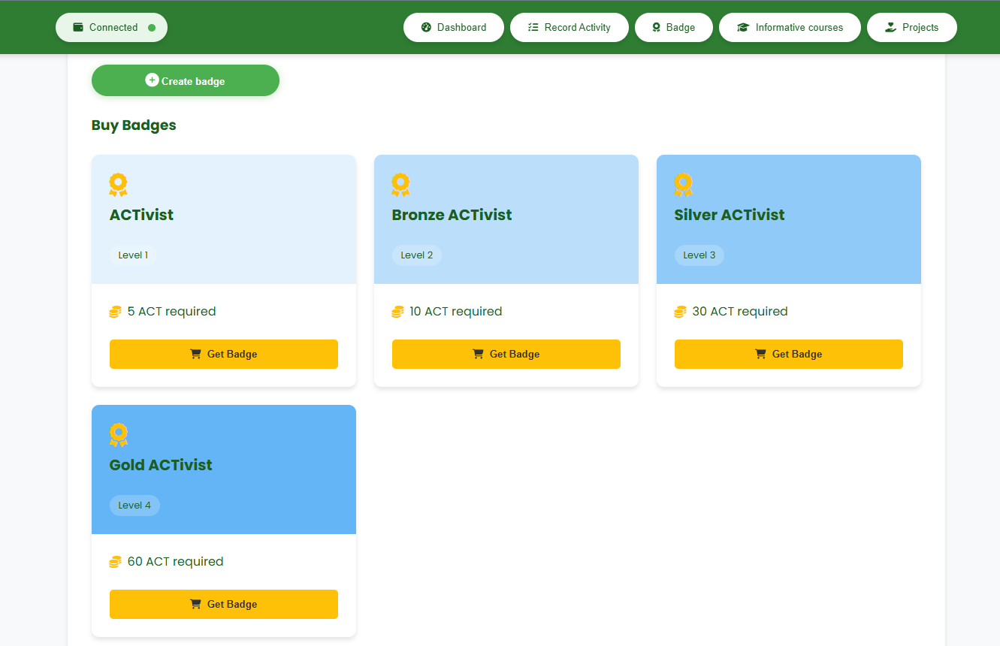 Connected
Dashboard
Record Activity
Badge
Informative courses
Projects
Create badge
Buy Badges
ACTivist
Level 1
5 ACT required
Get Badge
Bronze ACTivist
Level 2
10 ACT required
Get Badge
Silver ACTivist
Level 3
30 ACT required
Get Badge
Gold ACTivist
Level 4
60 ACT required
Get Badge